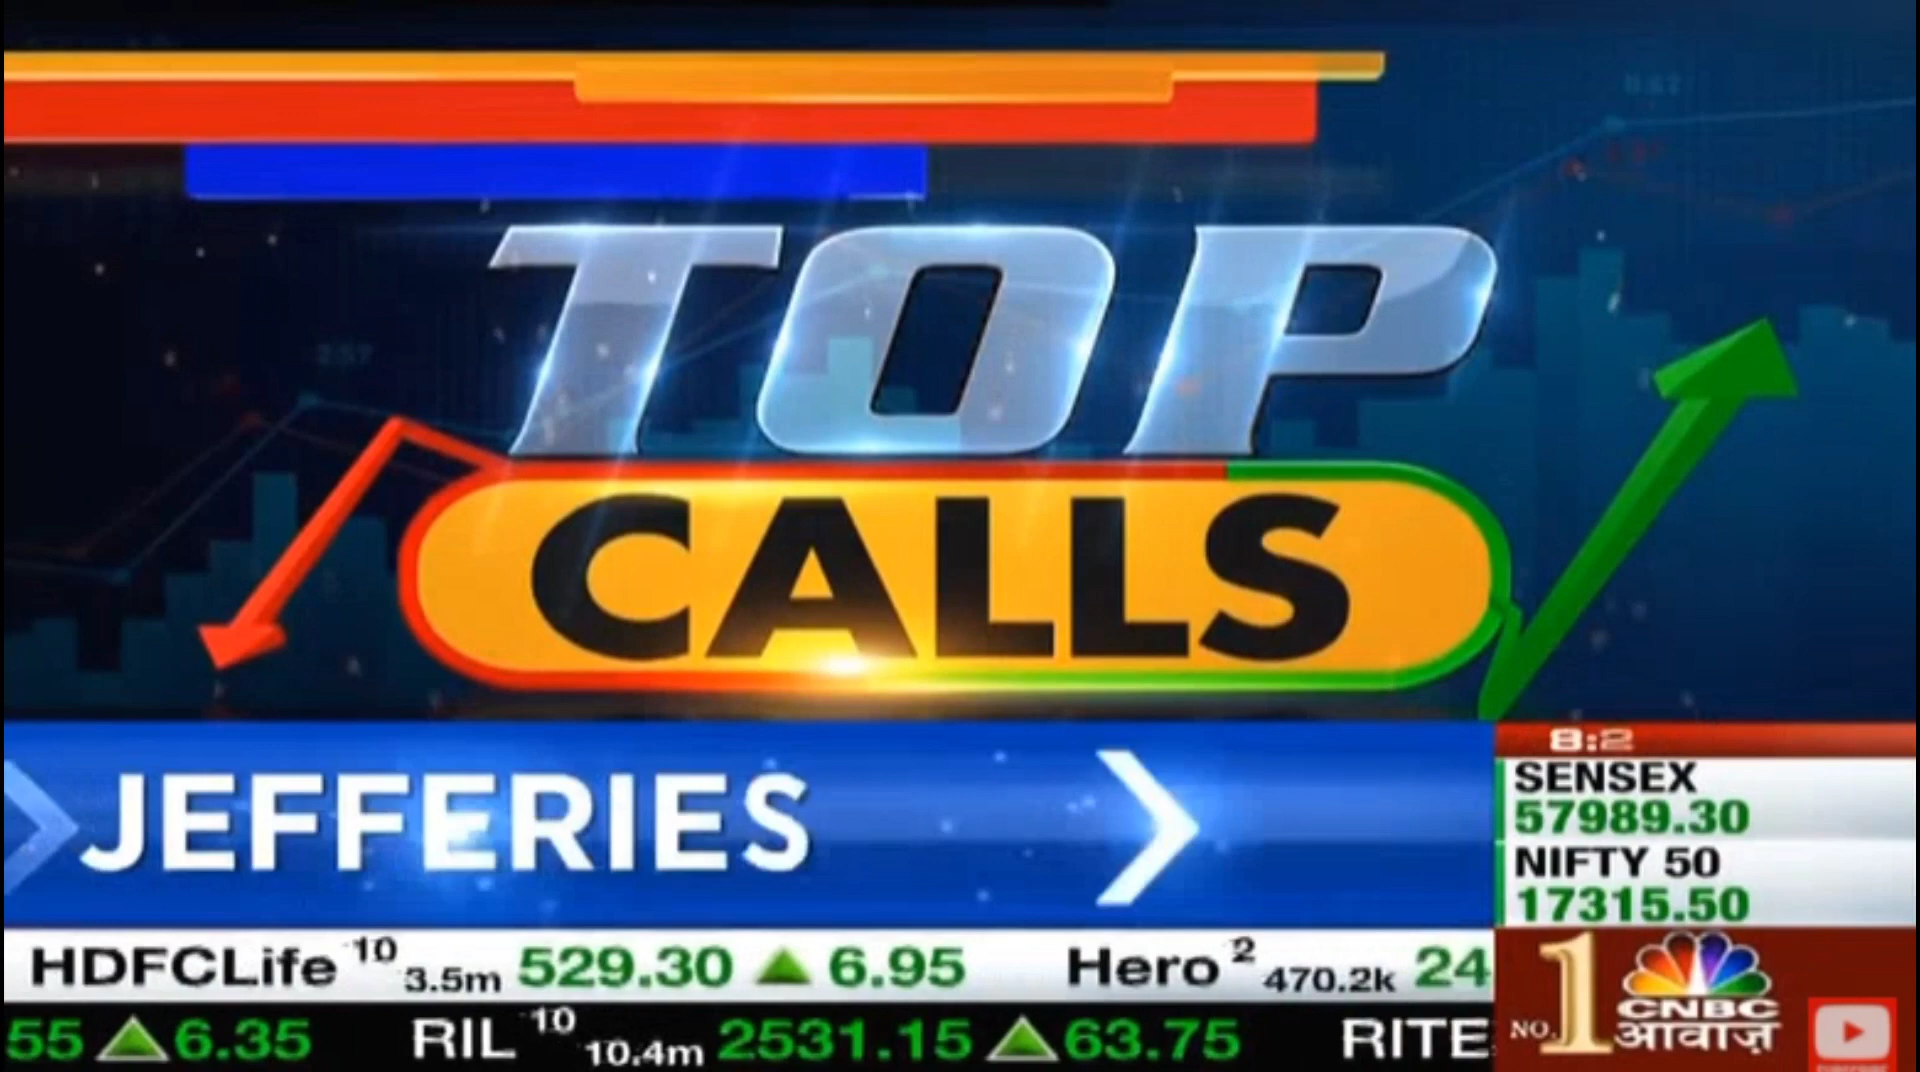 TOP
CALLS
JEFFERIES
8:2
SENSEX
57989.30
NIFTY 50
17315.50
HDFCLife 10 3.5m 529.30 ▲ 6.95 Hero 2 470.2k 24
55 ▲ 6.35 RIL 10 10.4m 2531.15 ▲ 63.75 RITE
NO. 1 CNBC
आवाज़